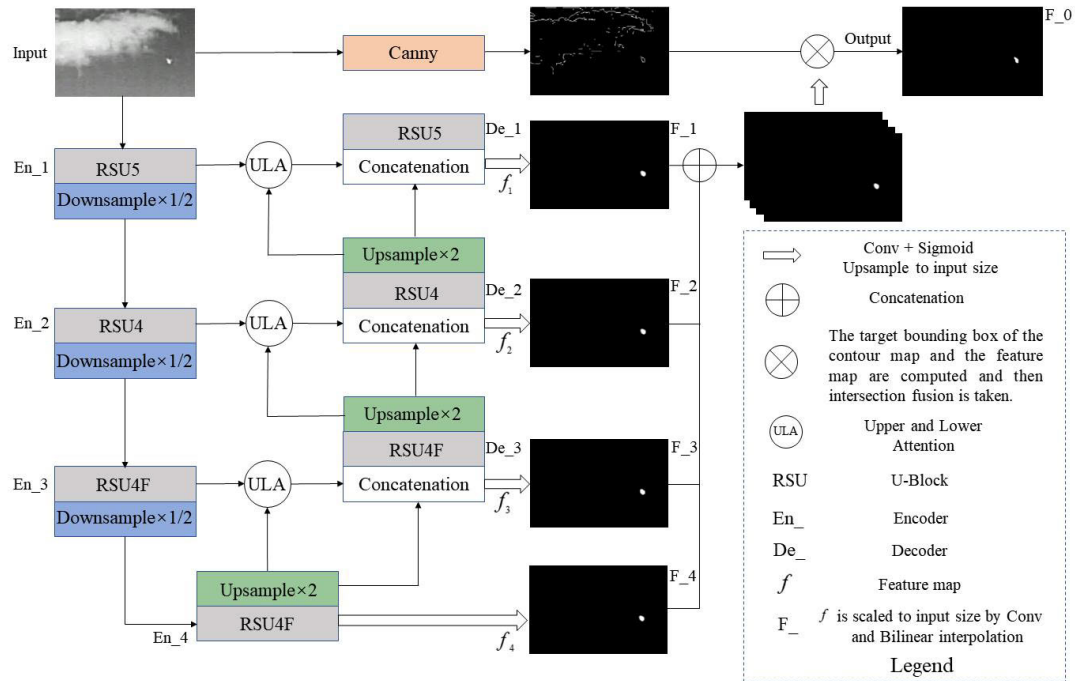 F_0
Input
Canny
Output
En_1
RSU5
Downsample×1/2
ULA
RSU5
De_1
Concatenation
f₁
F_1
Upsample×2
En_2
RSU4
Downsample×1/2
ULA
RSU4
De_2
Concatenation
f₂
F_2
Upsample×2
En_3
RSU4F
Downsample×1/2
ULA
RSU4F
De_3
Concatenation
f₃
F_3
Upsample×2
En_4
RSU4F
f₄
F_4
Conv + Sigmoid
Upsample to input size
Concatenation
The target bounding box of the
contour map and the feature
map are computed and then
intersection fusion is taken.
ULA
Upper and Lower
Attention
RSU U-Block
En_ Encoder
De_ Decoder
f Feature map
F_ f is scaled to input size by Conv
and Bilinear interpolation
Legend